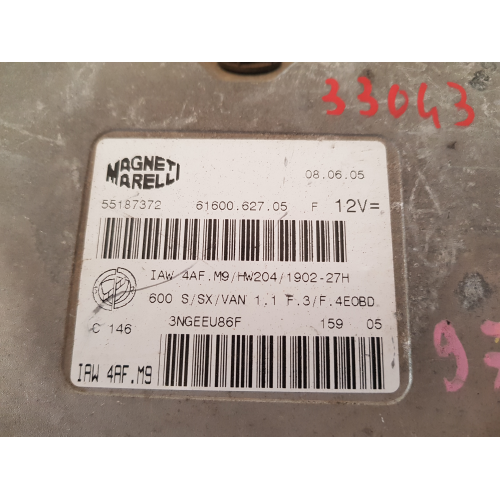 33043
MAGNETI
MARELLI
08.06.05
55187372 61600.627.05 F 12V=
IAW 4AF.M9/HW204/1902-27H
600 S/SX/VAN 1.1 F.3/F.4EOBD
C 146 3NGEEU86F 159 05
IAW 4AF.M9
97